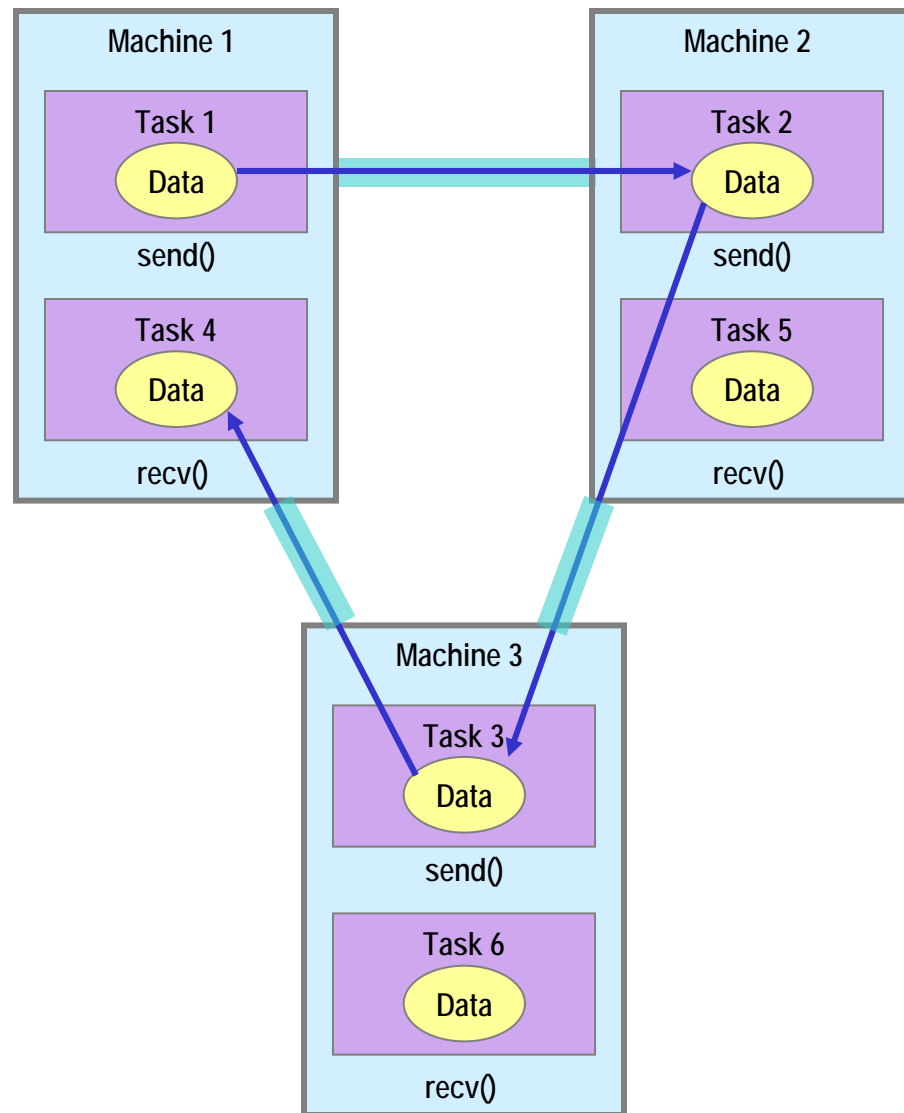 Machine 1
Task 1
Data
send()
Task 4
Data
recv()
Machine 2
Task 2
Data
send()
Task 5
Data
recv()
Machine 3
Task 3
Data
send()
Task 6
Data
recv()